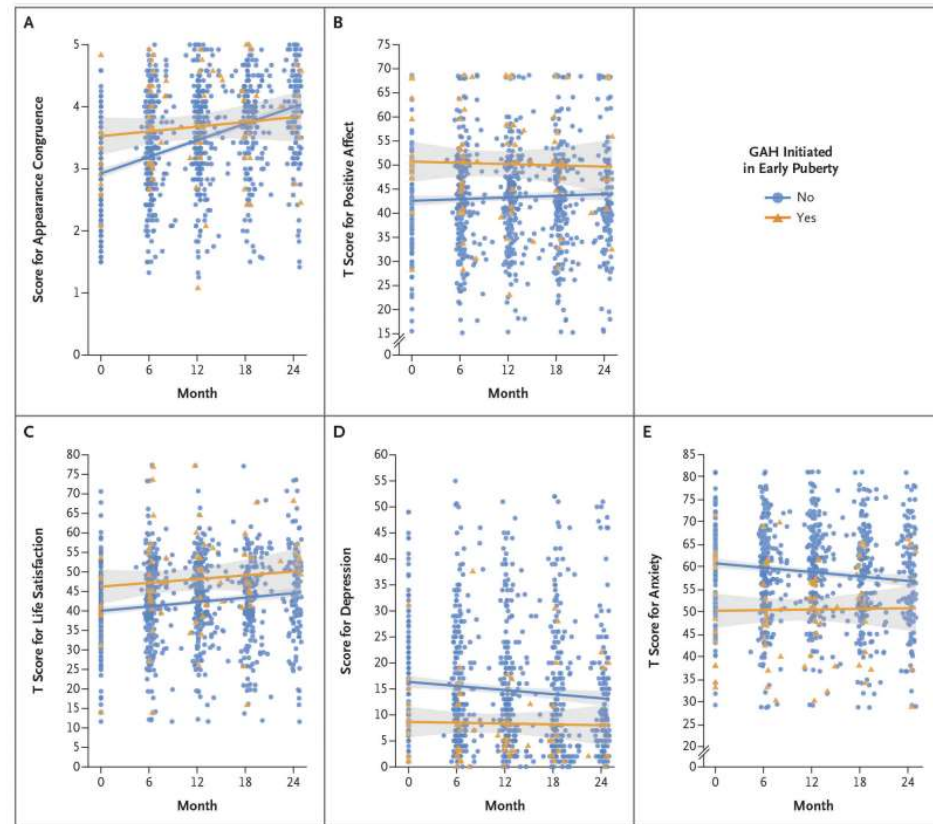 A
Score for Appearance Congruence
5
4
3
2
1
0
0 6 12 18 24
Month
B
T Score for Positive Affect
75
70
65
60
55
50
45
40
35
30
25
20
15
0
0 6 12 18 24
Month
GAH Initiated
in Early Puberty
No
Yes
C
T Score for Life Satisfaction
80
75
70
65
60
55
50
45
40
35
30
25
20
15
10
5
0
0 6 12 18 24
Month
D
Score for Depression
60
55
50
45
40
35
30
25
20
15
10
5
0
0 6 12 18 24
Month
E
T Score for Anxiety
85
80
75
70
65
60
55
50
45
40
35
30
25
20
0
0 6 12 18 24
Month